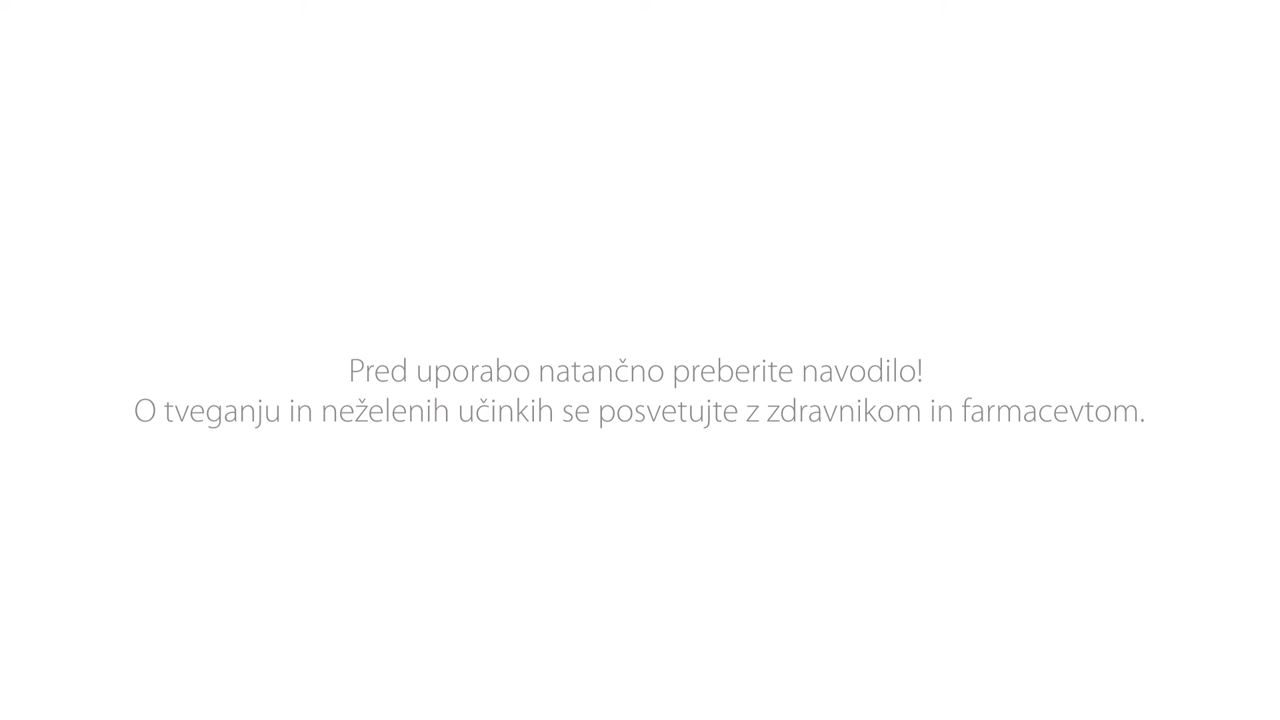 Pred uporabo natančno preberite navodilo!
O tveganju in neželenih učinkih se posvetujte z zdravnikom in farmacevtom.